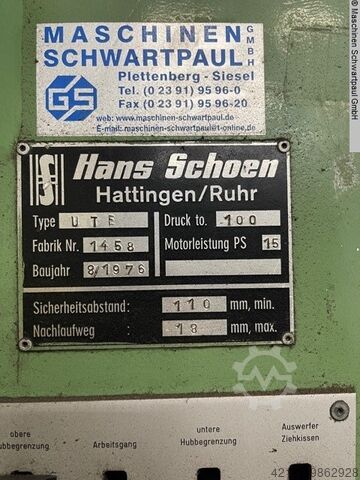 MASCHINEN GMBH
SCHWARTPAUL
GS
Plettenberg - Siesel
Tel. (0 23 91) 95 96-0
Fax (0 23 91) 95 96-20
web: www.maschinen-schwartpaul.com
E-mail: maschinen-schwartpaul@t-online.de
© Maschinen Schwartpaul GmbH
Hans Schoen
Hattingen/Ruhr
Type UTE Druck to. 100
Fabrik Nr. 1458 Motorleistung PS 15
Baujahr 8/1976
Sicherheitsabstand: 110 mm, min.
Nachlaufweg : 18 mm, max.
obere Hubbegrenzung
Arbeitsgang
untere Hubbegrenzung
Auswerfer Ziehkissen